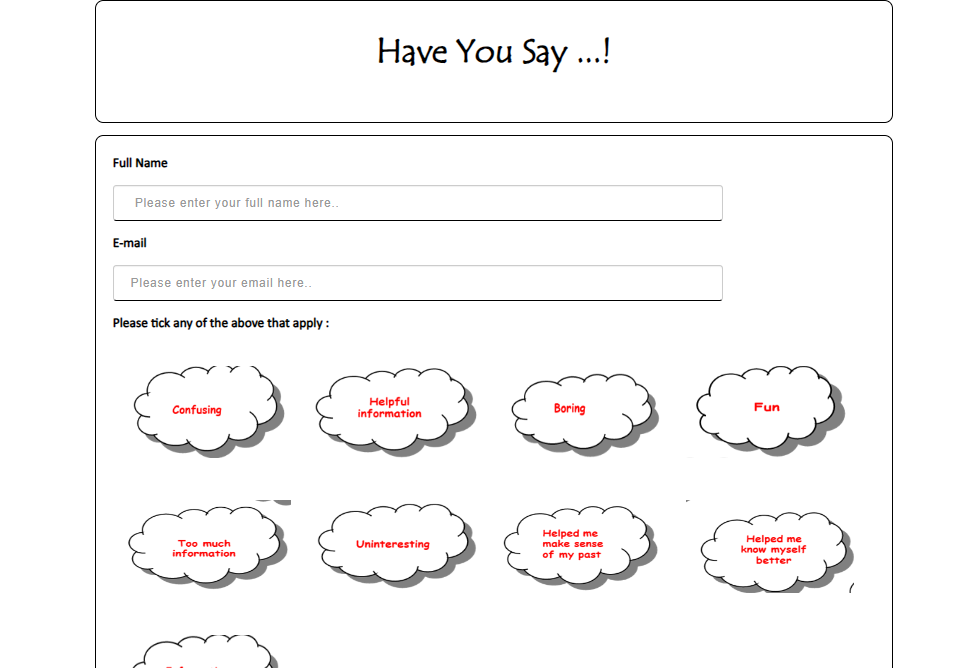 Have You Say ...!
Full Name
Please enter your full name here..
E-mail
Please enter your email here..
Please tick any of the above that apply :
Confusing
Helpful
information
Boring
Fun
Too much
information
Uninteresting
Helped me
make sense
of my past
Helped me
know myself
better